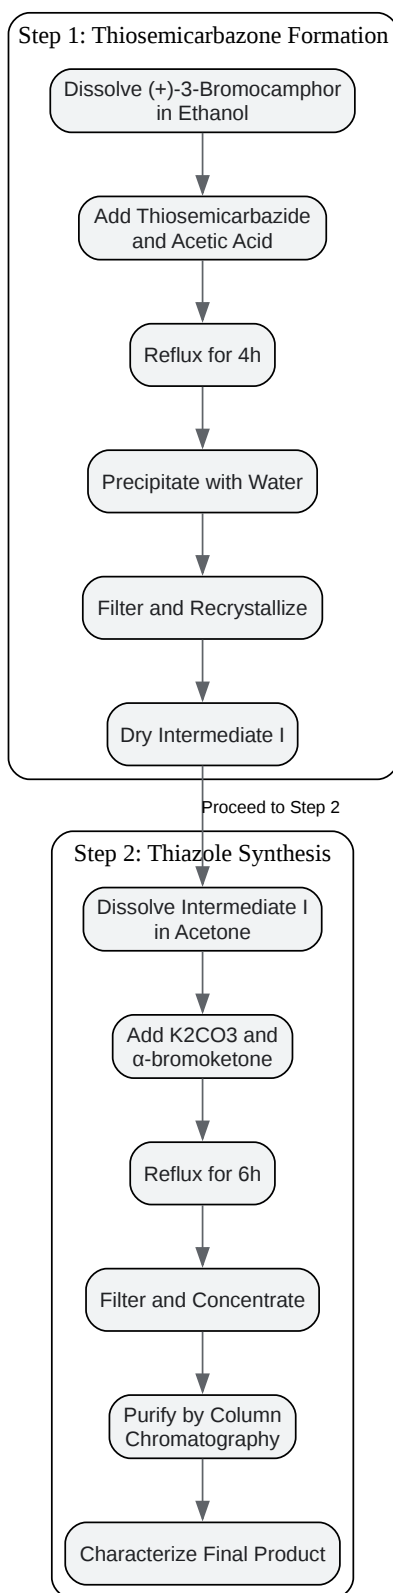 Step 1: Thiosemicarbazone Formation
Dissolve (+)-3-Bromocamphor
in Ethanol
Add Thiosemicarbazide
and Acetic Acid
Reflux for 4h
Precipitate with Water
Filter and Recrystallize
Dry Intermediate I
Proceed to Step 2
Step 2: Thiazole Synthesis
Dissolve Intermediate I
in Acetone
Add K2CO3 and
α-bromoketone
Reflux for 6h
Filter and Concentrate
Purify by Column
Chromatography
Characterize Final Product